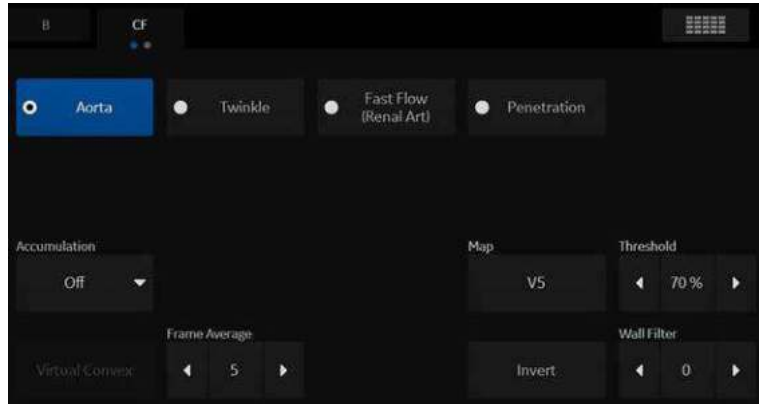 B
CF
Aorta
Twinkle
Fast Flow
(Renal Art)
Penetration
Accumulation
Map
Threshold
Off
V5
70 %
Frame Average
Wall Filter
Virtual Convex
5
Invert
0